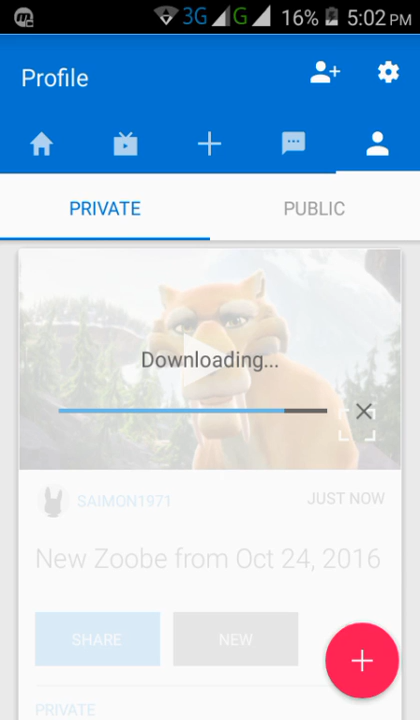 3G G 16% 5:02 PM
Profile
PRIVATE PUBLIC
Downloading...
SAIMON1971 JUST NOW
New Zoobe from Oct 24, 2016
SHARE NEW
PRIVATE